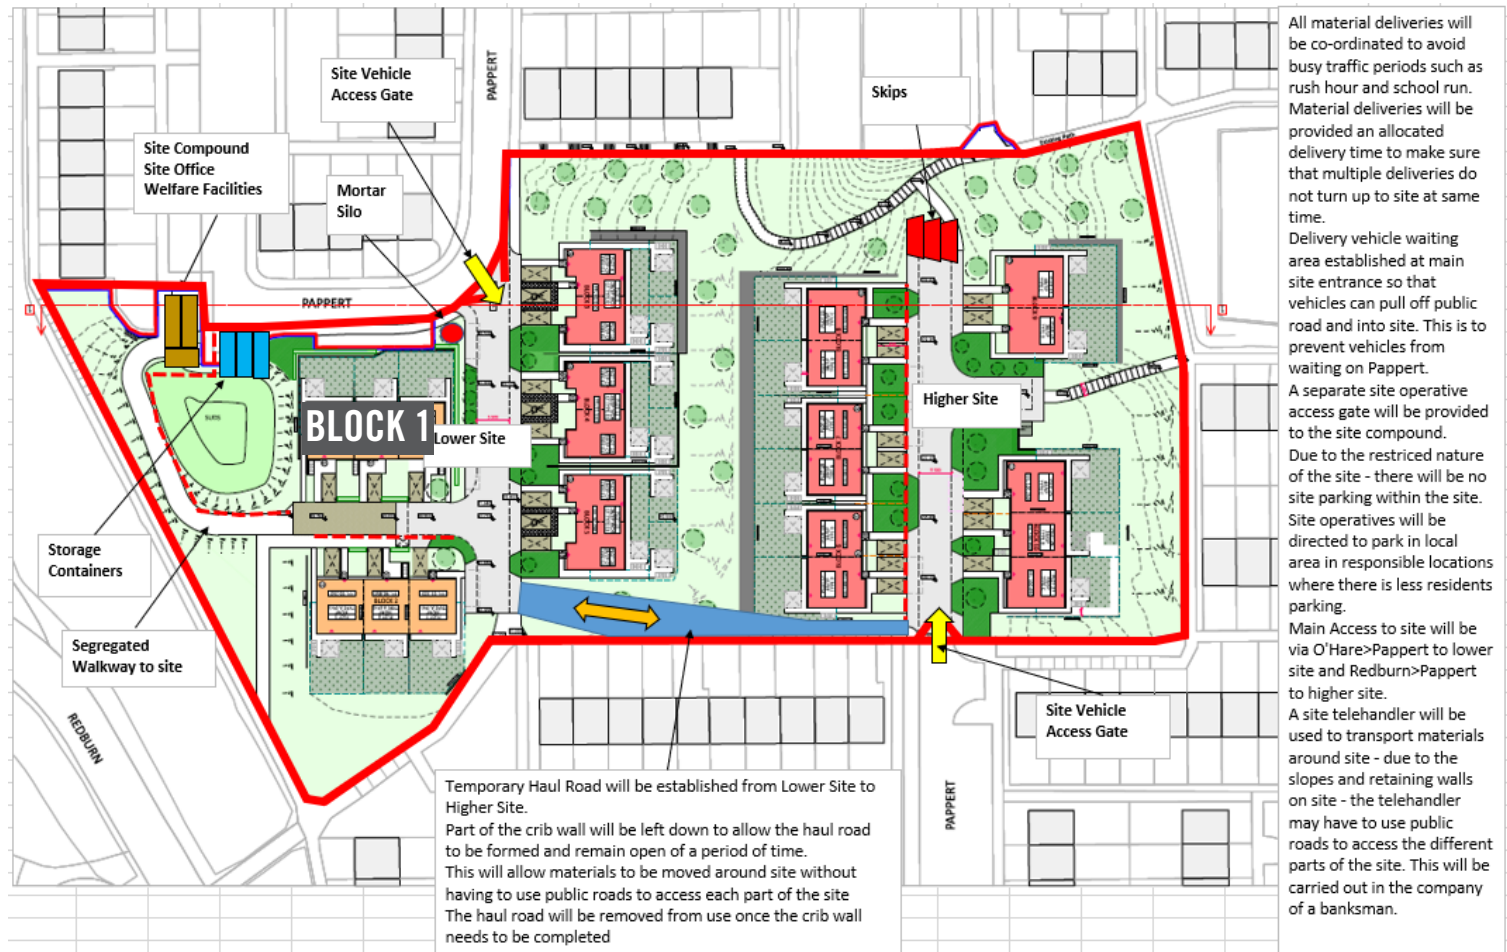 PAPPERT
Site Vehicle
Access Gate
Skips
Site Compound
Site Office
Welfare Facilities
Mortar
Silo
PAPPERT
SUDS
BLOCK 1
Lower Site
Higher Site
Storage
Containers
BLOCK 2
Segregated
Walkway to site
REDBURN
Site Vehicle
Access Gate
PAPPERT
Temporary Haul Road will be established from Lower Site to
Higher Site.
Part of the crib wall will be left down to allow the haul road
to be formed and remain open of a period of time.
This will allow materials to be moved around site without
having to use public roads to access each part of the site
The haul road will be removed from use once the crib wall
needs to be completed
All material deliveries will
be co-ordinated to avoid
busy traffic periods such as
rush hour and school run.
Material deliveries will be
provided an allocated
delivery time to make sure
that multiple deliveries do
not turn up to site at same
time.
Delivery vehicle waiting
area established at main
site entrance so that
vehicles can pull off public
road and into site. This is to
prevent vehicles from
waiting on Pappert.
A separate site operative
access gate will be provided
to the site compound.
Due to the restriced nature
of the site - there will be no
site parking within the site.
Site operatives will be
directed to park in local
area in responsible locations
where there is less residents
parking.
Main Access to site will be
via O'Hare>Pappert to lower
site and Redburn>Pappert
to higher site.
A site telehandler will be
used to transport materials
around site - due to the
slopes and retaining walls
on site - the telehandler
may have to use public
roads to access the different
parts of the site. This will be
carried out in the company
of a banksman.